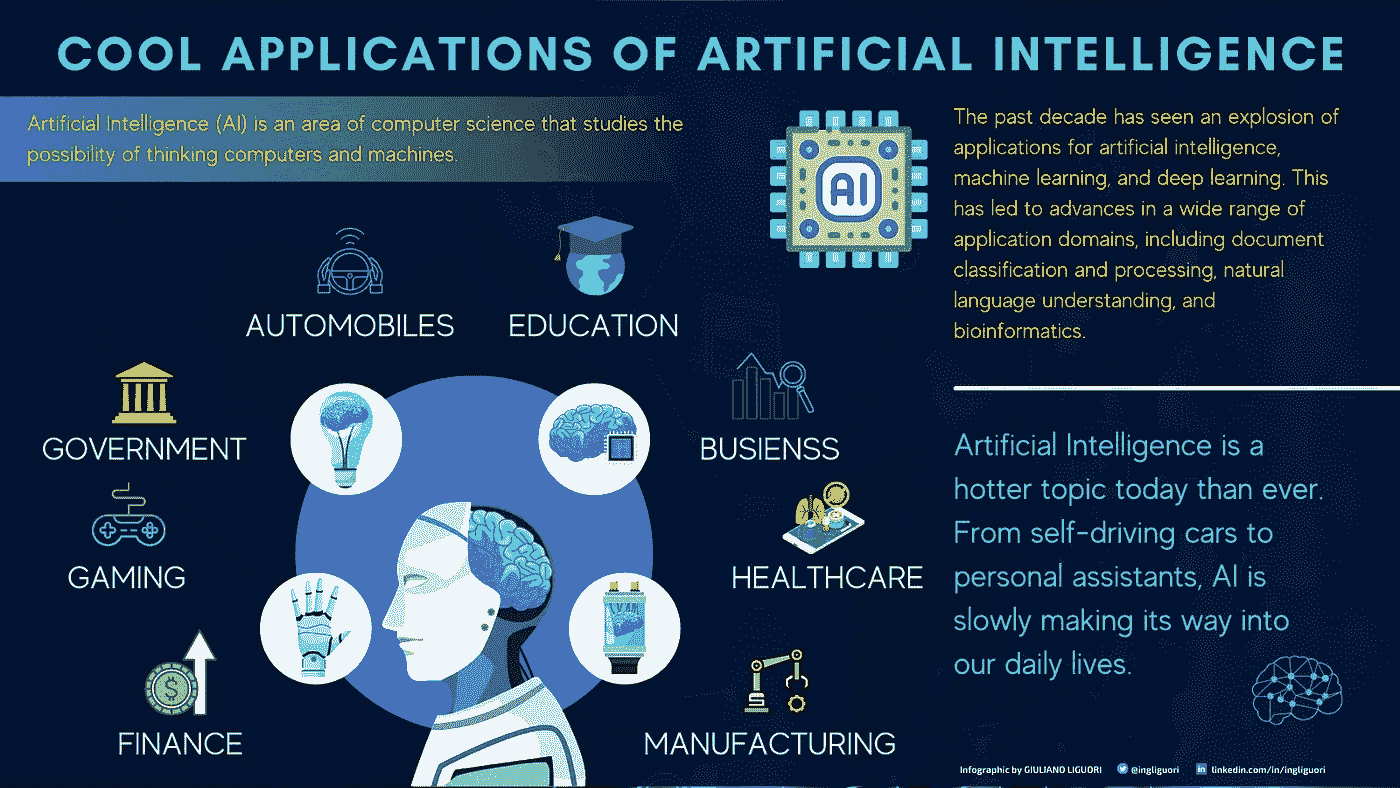 COOL APPLICATIONS OF ARTIFICIAL INTELLIGENCE
Artificial Intelligence (AI) is an area of computer science that studies the
possibility of thinking computers and machines.
AI
The past decade has seen an explosion of
applications for artificial intelligence,
machine learning, and deep learning. This
has led to advances in a wide range of
application domains, including document
classification and processing, natural
language understanding, and
bioinformatics.
AUTOMOBILES
EDUCATION
GOVERNMENT
BUSIENSS
GAMING
HEALTHCARE
FINANCE
$
MANUFACTURING
Artificial Intelligence is a
hotter topic today than ever.
From self-driving cars to
personal assistants, AI is
slowly making its way into
our daily lives.
Infographic by GIULIANO LIGUORI @ingliguori in linkedin.com/in/ingliguori